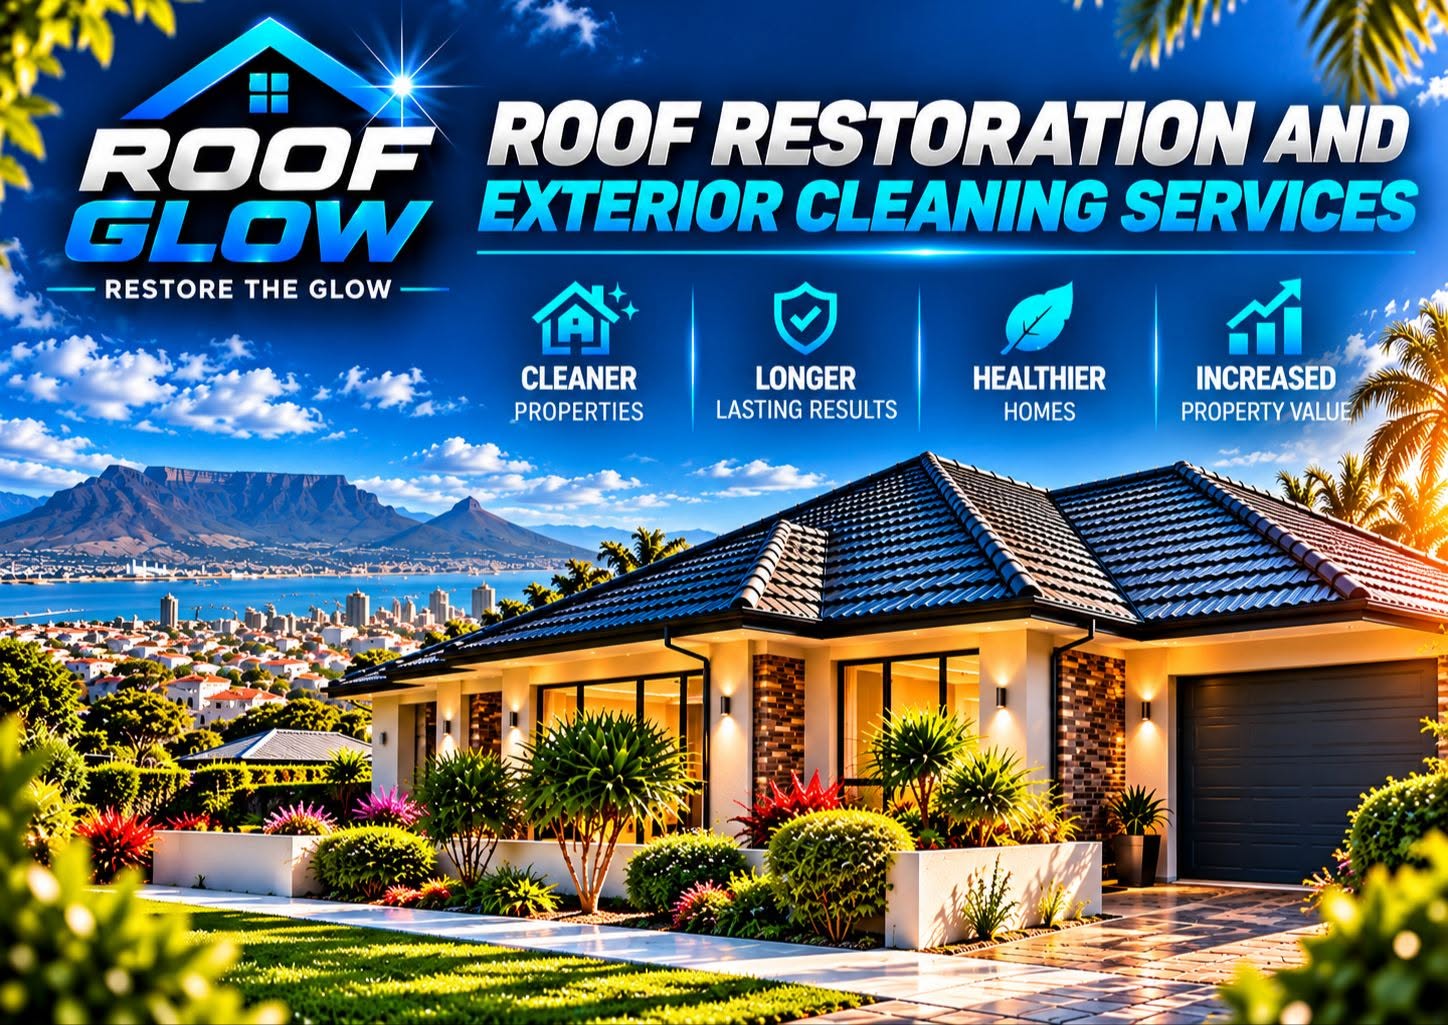 ROOF
GLOW
RESTORE THE GLOW
ROOF RESTORATION AND
EXTERIOR CLEANING SERVICES
CLEANER
PROPERTIES
LONGER
LASTING RESULTS
HEALTHIER
HOMES
INCREASED
PROPERTY VALUE